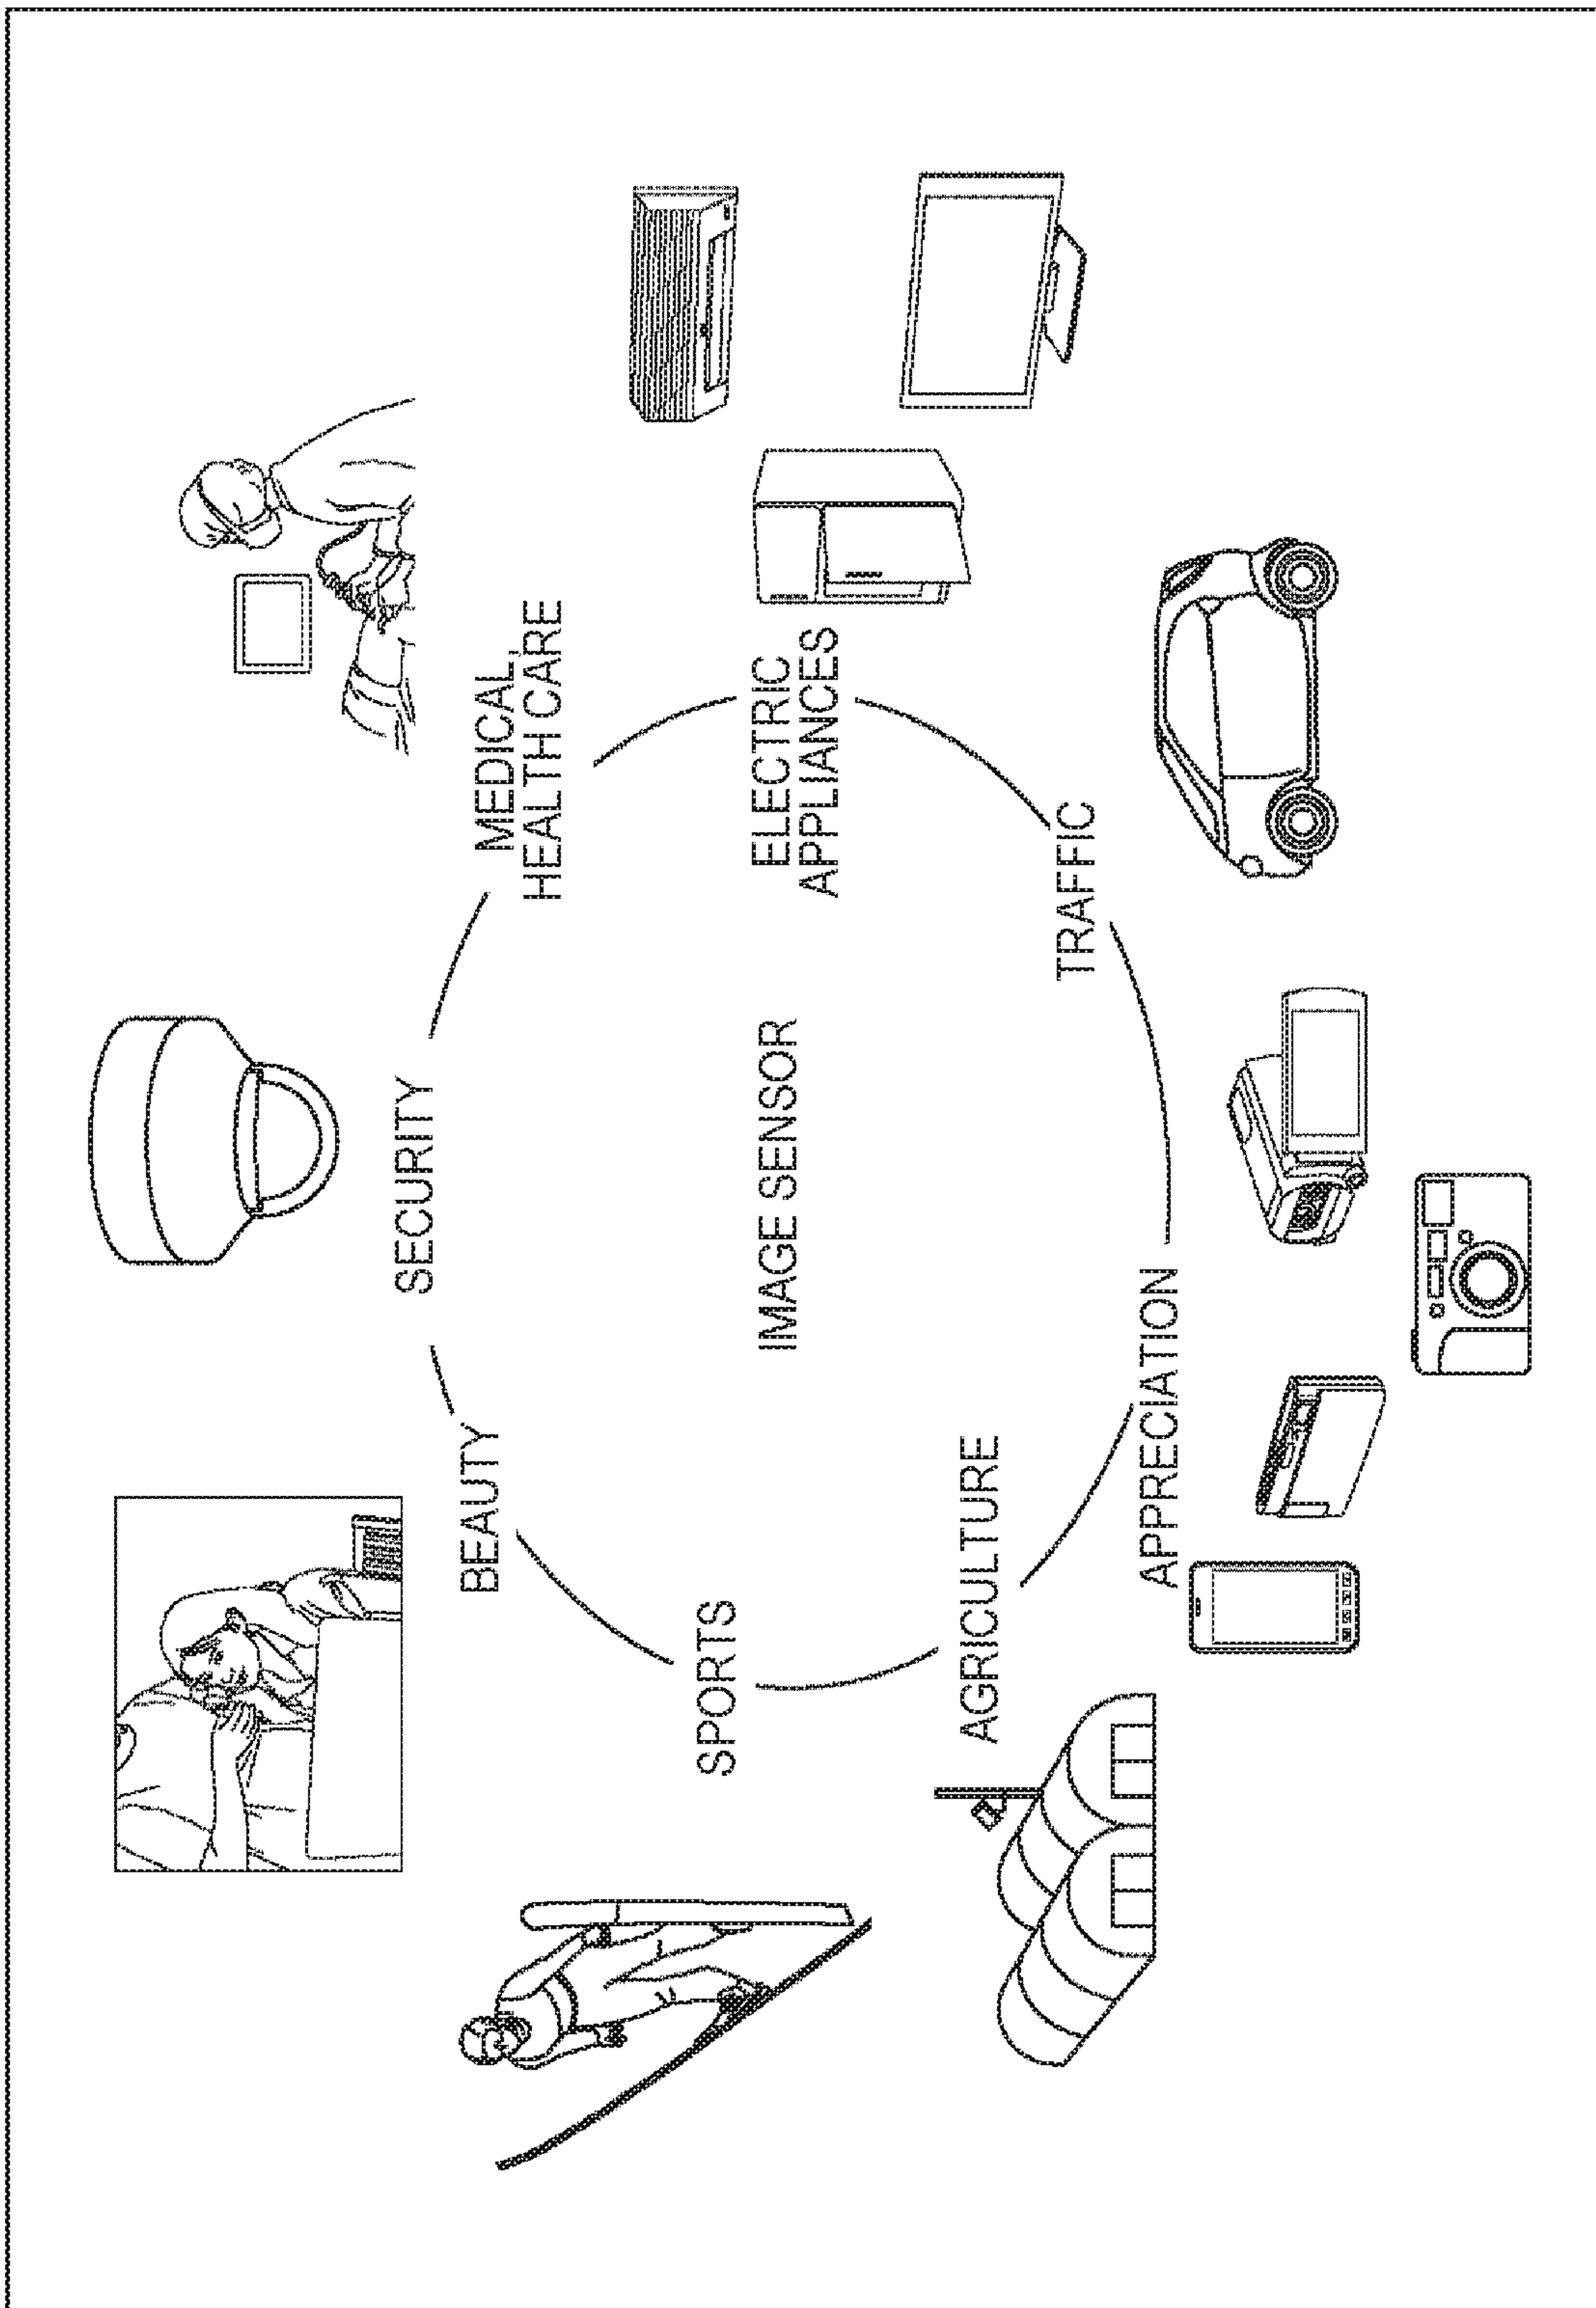 SECURITY
BEAUTY
MEDICAL,
HEALTH CARE
SPORTS
IMAGE SENSOR
ELECTRIC
APPLIANCES
AGRICULTURE
TRAFFIC
APPRECIATION